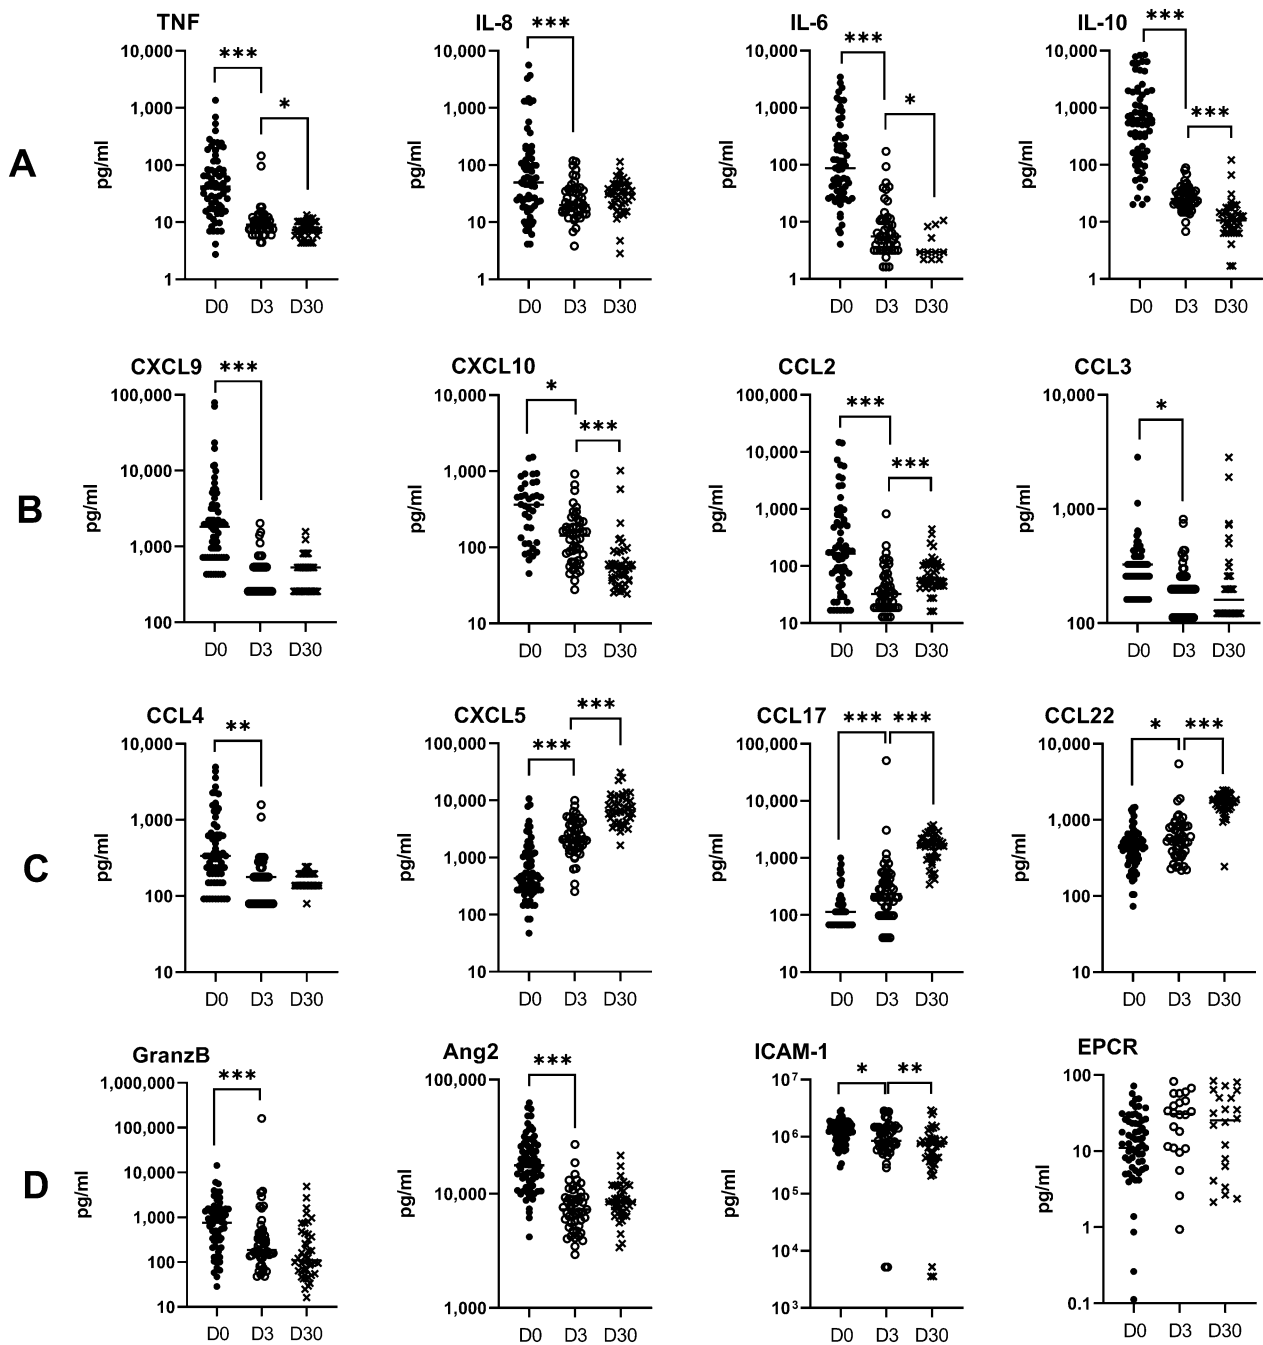 A
TNF
pg/ml
10,000
1,000
100
10
1
***
*
D0 D3 D30
IL-8
pg/ml
10,000
1,000
100
10
1
***
D0 D3 D30
IL-6
pg/ml
10,000
1,000
100
10
1
***
*
D0 D3 D30
IL-10
pg/ml
10,000
1,000
100
10
1
***
***
D0 D3 D30
B
CXCL9
pg/ml
100,000
10,000
1,000
100
***
D0 D3 D30
CXCL10
pg/ml
10,000
1,000
100
10
*
***
D0 D3 D30
CCL2
pg/ml
100,000
10,000
1,000
100
10
***
***
D0 D3 D30
CCL3
pg/ml
10,000
1,000
100
*
D0 D3 D30
C
CCL4
pg/ml
10,000
1,000
100
10
**
D0 D3 D30
CXCL5
pg/ml
100,000
10,000
1,000
100
10
***
***
D0 D3 D30
CCL17
pg/ml
100,000
10,000
1,000
100
10
*** ***
D0 D3 D30
CCL22
pg/ml
10,000
1,000
100
10
* ***
D0 D3 D30
D
GranzB
pg/ml
1,000,000
100,000
10,000
1,000
100
10
***
D0 D3 D30
Ang2
pg/ml
100,000
10,000
1,000
***
D0 D3 D30
ICAM-1
pg/ml
10⁷
10⁶
10⁵
10⁴
10³
* **
D0 D3 D30
EPCR
pg/ml
100
10
1
0.1
D0 D3 D30